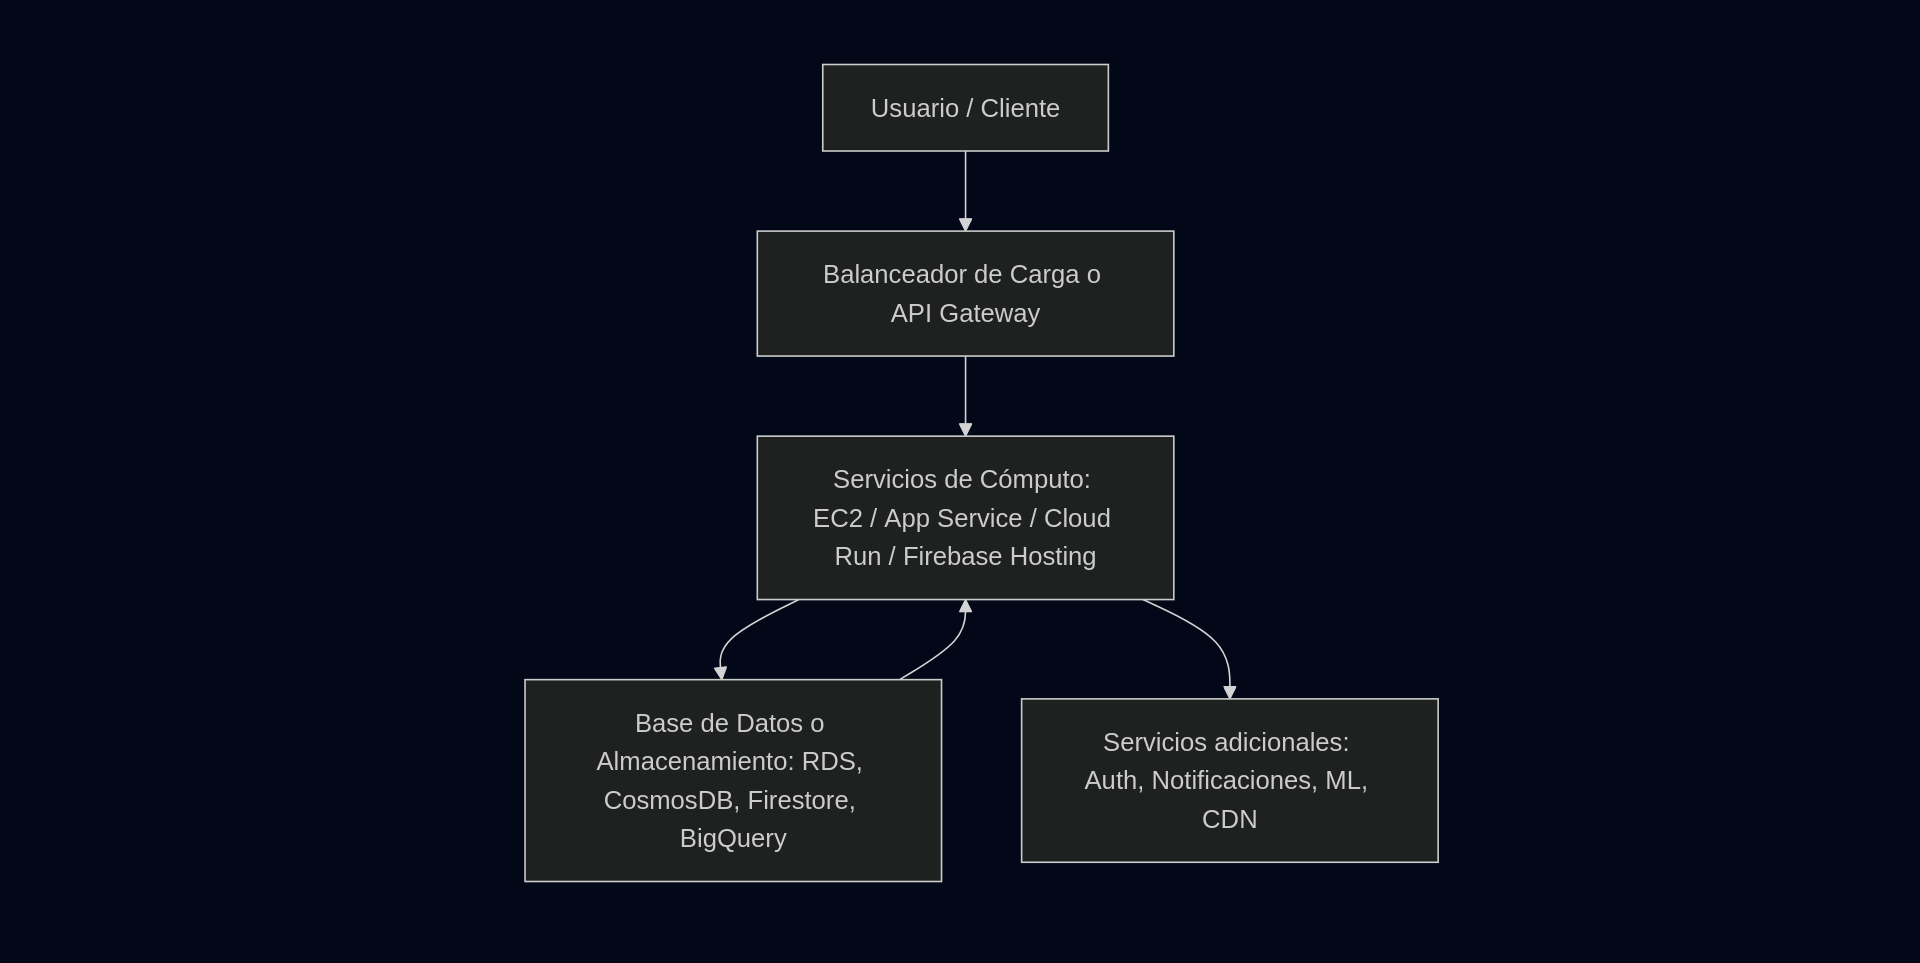 Usuario / Cliente
Balanceador de Carga o
API Gateway
Servicios de Cómputo:
EC2 / App Service / Cloud
Run / Firebase Hosting
Base de Datos o
Almacenamiento: RDS,
CosmosDB, Firestore,
BigQuery
Servicios adicionales:
Auth, Notificaciones, ML,
CDN